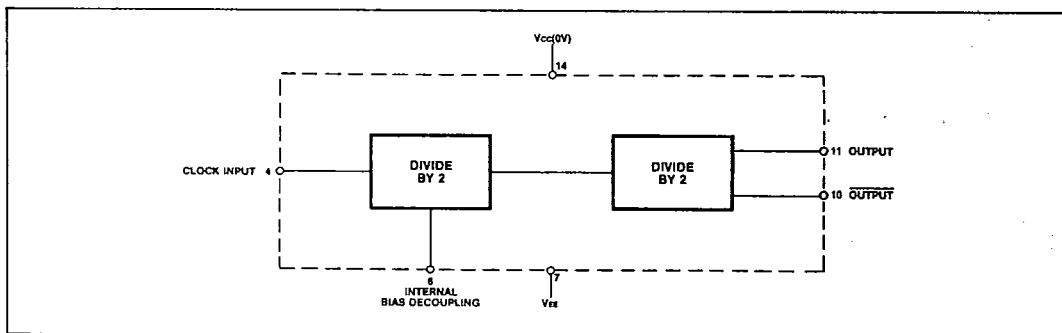 Vcc(0V)
14
CLOCK INPUT 4
DIVIDE
BY 2
DIVIDE
BY 2
11 OUTPUT
10 OUTPUT
6
INTERNAL
BIAS DECOUPLING
7
VEE